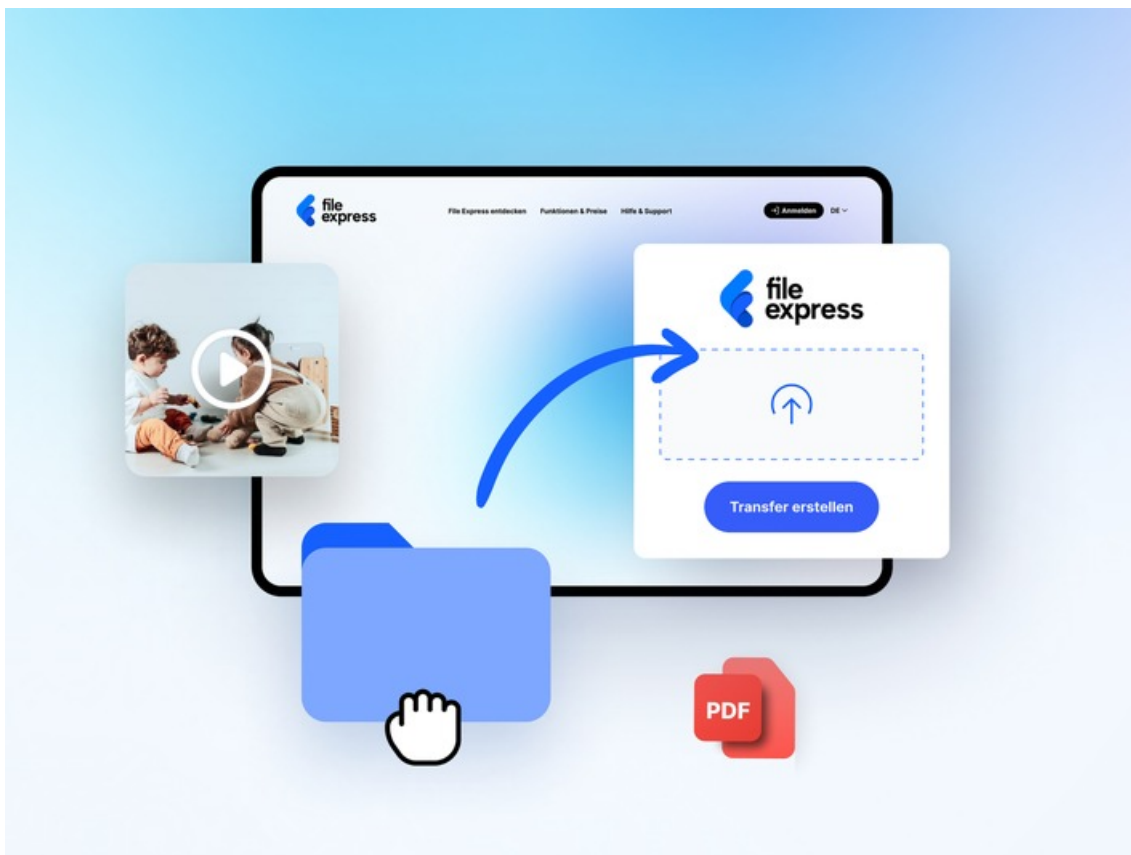 file
express
File Express entdecken Funktionen & Preise Hilfe & Support
Anmelden DE
file
express
Transfer erstellen
PDF